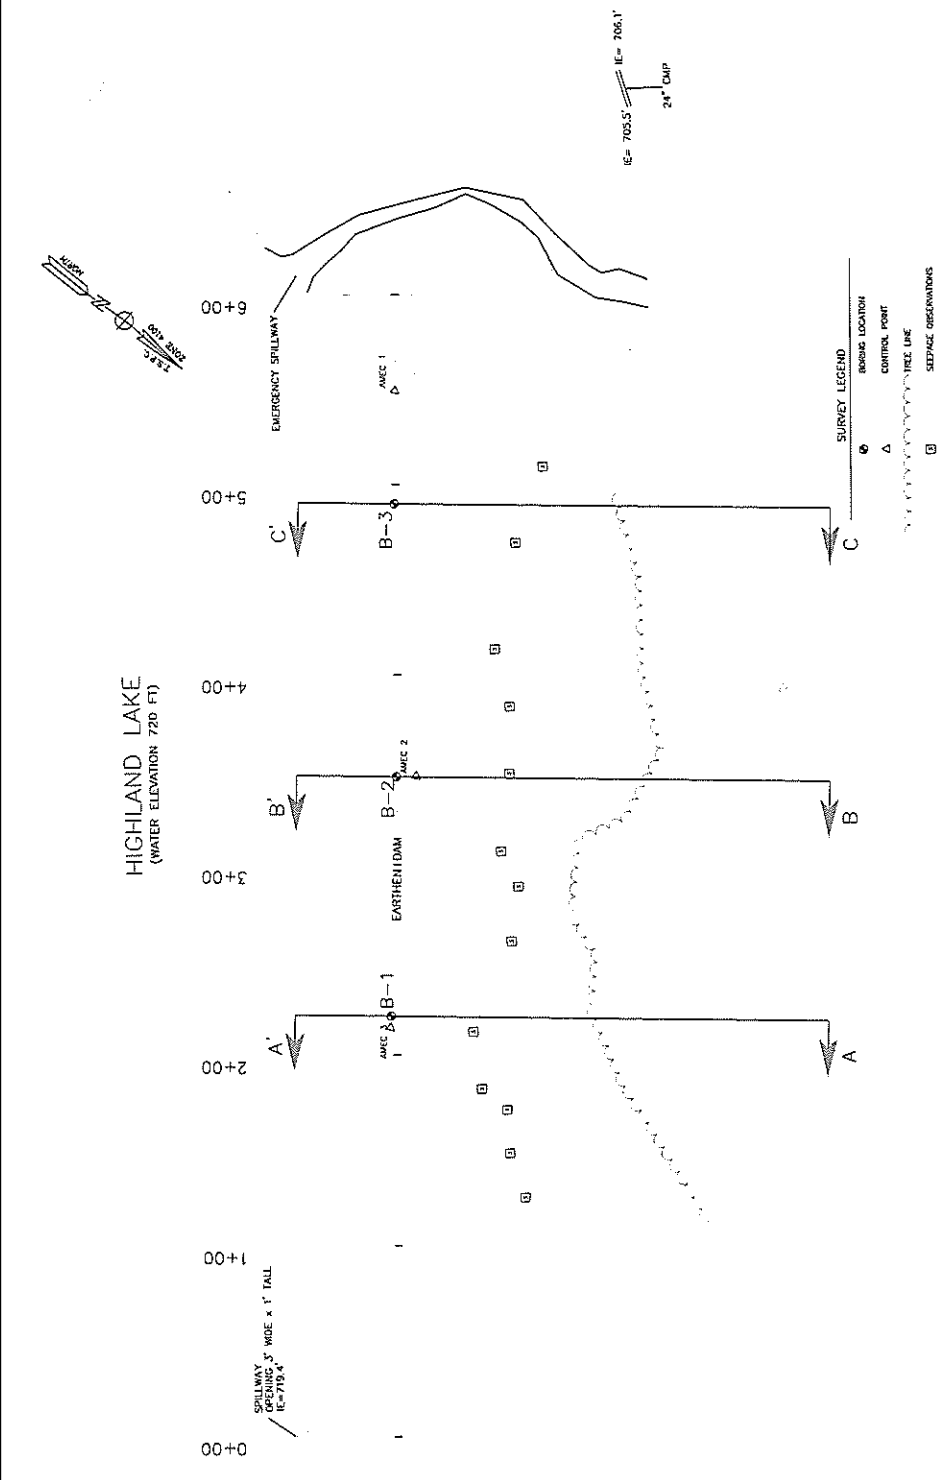 HIGHLAND LAKE
(WATER ELEVATION 720 FT)
NORTH
N
T.S.P.C.
ZONE 4100
0+00
1+00
2+00
3+00
4+00
5+00
6+00
SPILLWAY
OPENING 3' WIDE x 1' TALL
IE=719.4'
EMERGENCY SPILLWAY
A'
B'
C'
AMEC 3
B-1
EARTHEN DAM
B-2
AMEC 2
B-3
AMEC 1
A
B
C
IE= 705.5'
IE= 706.1'
24" CMP
SURVEY LEGEND
BORING LOCATION
CONTROL POINT
TREE LINE
SEEPAGE OBSERVATIONS